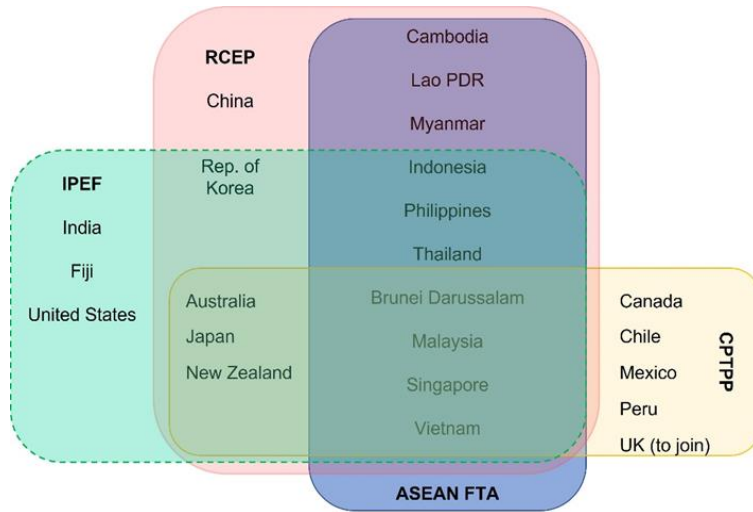 RCEP
China
Rep. of
Korea
Cambodia
Lao PDR
Myanmar
Indonesia
Philippines
Thailand
Brunei Darussalam
Malaysia
Singapore
Vietnam
IPEF
India
Fiji
United States
Australia
Japan
New Zealand
Canada
Chile
Mexico
Peru
UK (to join)
CPTPP
ASEAN FTA